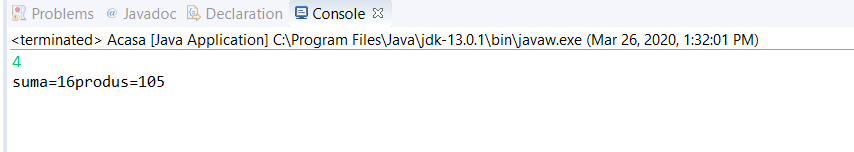 Problems @ Javadoc Declaration Console
<terminated> Acasa [Java Application] C:\Program Files\Java\jdk-13.0.1\bin\javaw.exe (Mar 26, 2020, 1:32:01 PM)
4
suma=16produs=105